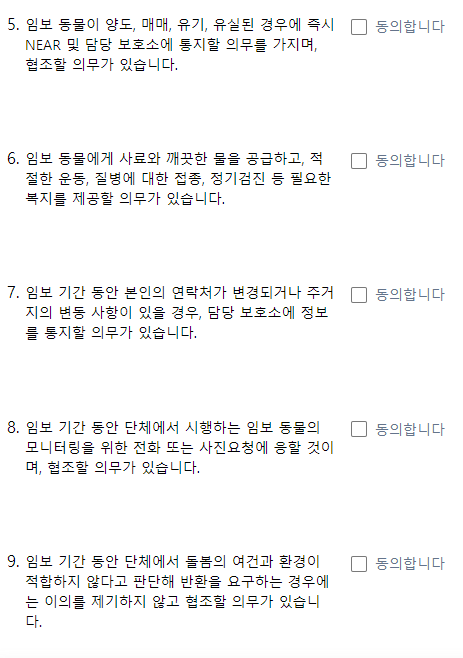 5. 임보 동물이 양도, 매매, 유기, 유실된 경우에 즉시 동의합니다
NEAR 및 담당 보호소에 통지할 의무를 가지며,
협조할 의무가 있습니다.
6. 임보 동물에게 사료와 깨끗한 물을 공급하고, 적 동의합니다
절한 운동, 질병에 대한 접종, 정기검진 등 필요한
복지를 제공할 의무가 있습니다.
7. 임보 기간 동안 본인의 연락처가 변경되거나 주거 동의합니다
지의 변동 사항이 있을 경우, 담당 보호소에 정보
를 통지할 의무가 있습니다.
8. 임보 기간 동안 단체에서 시행하는 임보 동물의 동의합니다
모니터링을 위한 전화 또는 사진요청에 응할 것이
며, 협조할 의무가 있습니다.
9. 임보 기간 동안 단체에서 돌봄의 여건과 환경이 동의합니다
적합하지 않다고 판단해 반환을 요구하는 경우에
는 이의를 제기하지 않고 협조할 의무가 있습니
다.